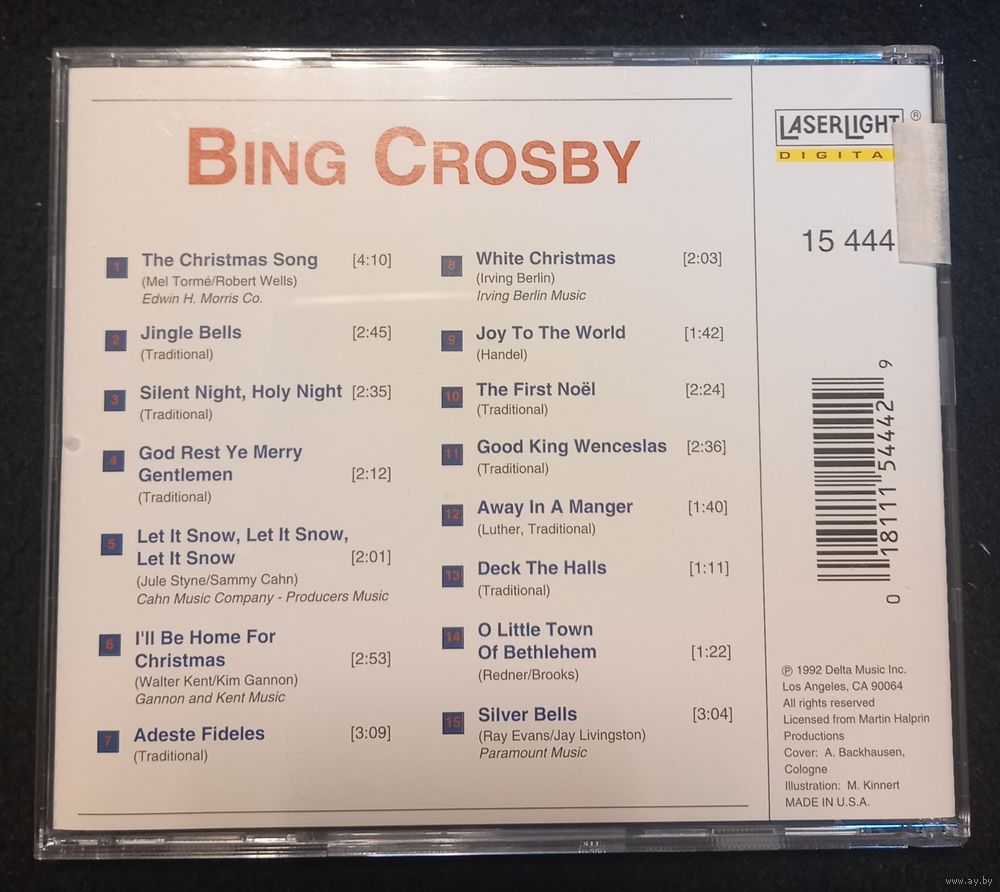 BING CROSBY
1 The Christmas Song [4:10]
(Mel Tormé/Robert Wells)
Edwin H. Morris Co.
2 Jingle Bells [2:45]
(Traditional)
3 Silent Night, Holy Night [2:35]
(Traditional)
4 God Rest Ye Merry
Gentlemen [2:12]
(Traditional)
5 Let It Snow, Let It Snow,
Let It Snow [2:01]
(Jule Styne/Sammy Cahn)
Cahn Music Company - Producers Music
6 I'll Be Home For
Christmas [2:53]
(Walter Kent/Kim Gannon)
Gannon and Kent Music
7 Adeste Fideles [3:09]
(Traditional)
8 White Christmas [2:03]
(Irving Berlin)
Irving Berlin Music
9 Joy To The World [1:42]
(Handel)
10 The First Noël [2:24]
(Traditional)
11 Good King Wenceslas [2:36]
(Traditional)
12 Away In A Manger [1:40]
(Luther, Traditional)
13 Deck The Halls [1:11]
(Traditional)
14 O Little Town
Of Bethlehem [1:22]
(Redner/Brooks)
15 Silver Bells [3:04]
(Ray Evans/Jay Livingston)
Paramount Music
LASERLIGHT ®
DIGITA
15 444
0 18111 54442 9
℗ 1992 Delta Music Inc.
Los Angeles, CA 90064
All rights reserved
Licensed from Martin Halprin
Productions
Cover: A. Backhausen,
Cologne
Illustration: M. Kinnert
MADE IN U.S.A.
www.ay.by